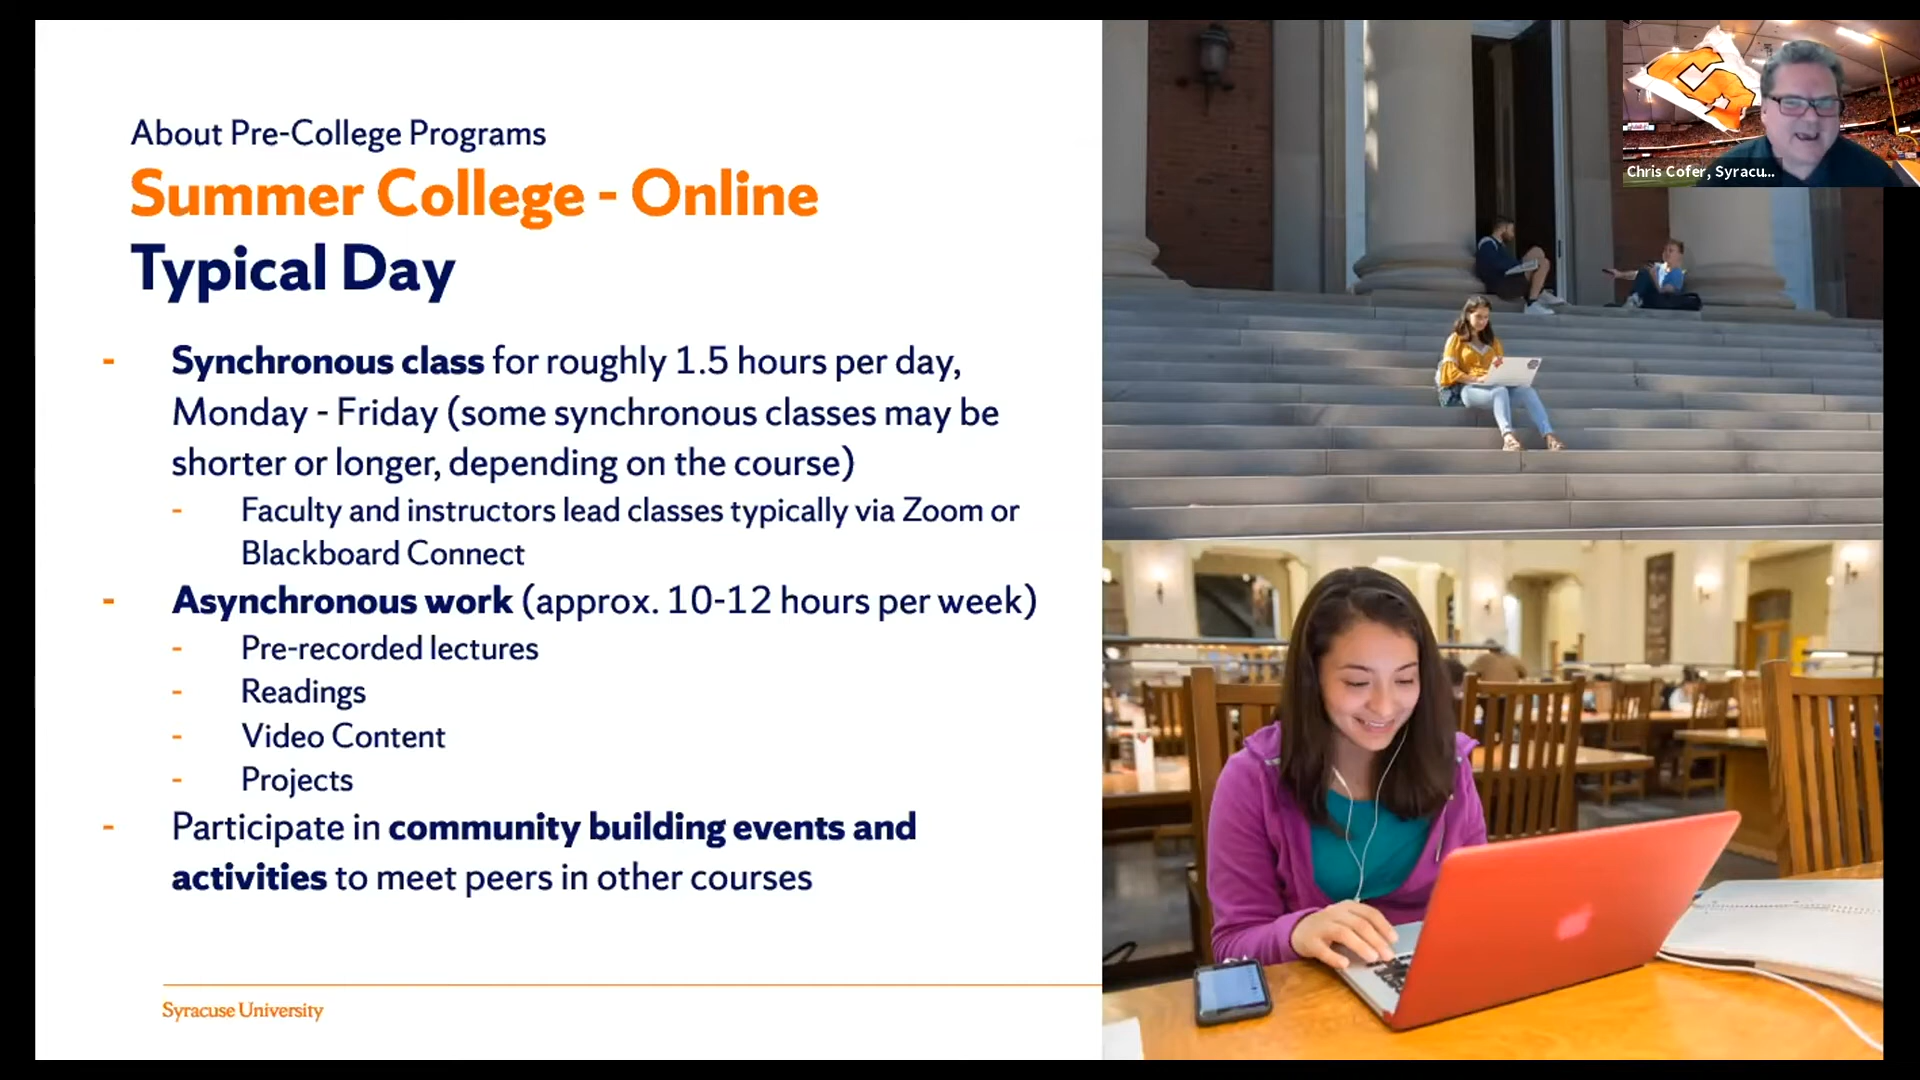 About Pre-College Programs
Summer College - Online
Typical Day
- Synchronous class for roughly 1.5 hours per day,
Monday - Friday (some synchronous classes may be
shorter or longer, depending on the course)
- Faculty and instructors lead classes typically via Zoom or
Blackboard Connect
- Asynchronous work (approx. 10-12 hours per week)
- Pre-recorded lectures
- Readings
- Video Content
- Projects
- Participate in community building events and
activities to meet peers in other courses
Syracuse University
Chris Cofer, Syracu...